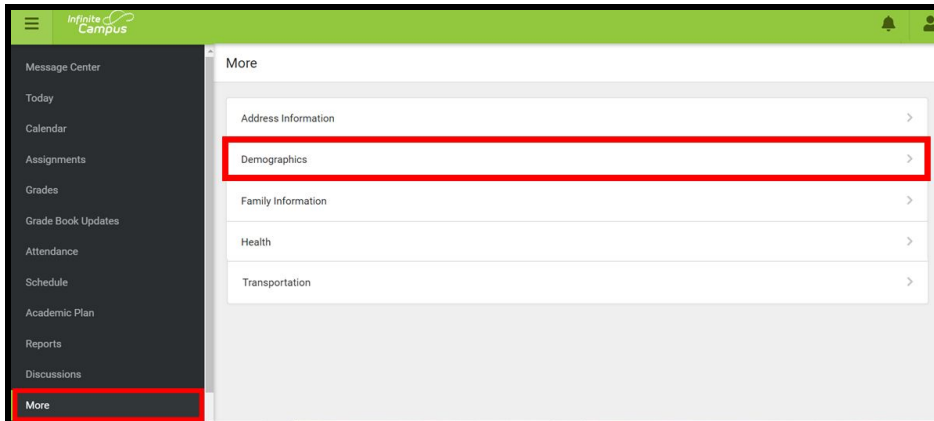 Infinite
Campus
Message Center
Today
Calendar
Assignments
Grades
Grade Book Updates
Attendance
Schedule
Academic Plan
Reports
Discussions
More
More
Address Information
Demographics
Family Information
Health
Transportation